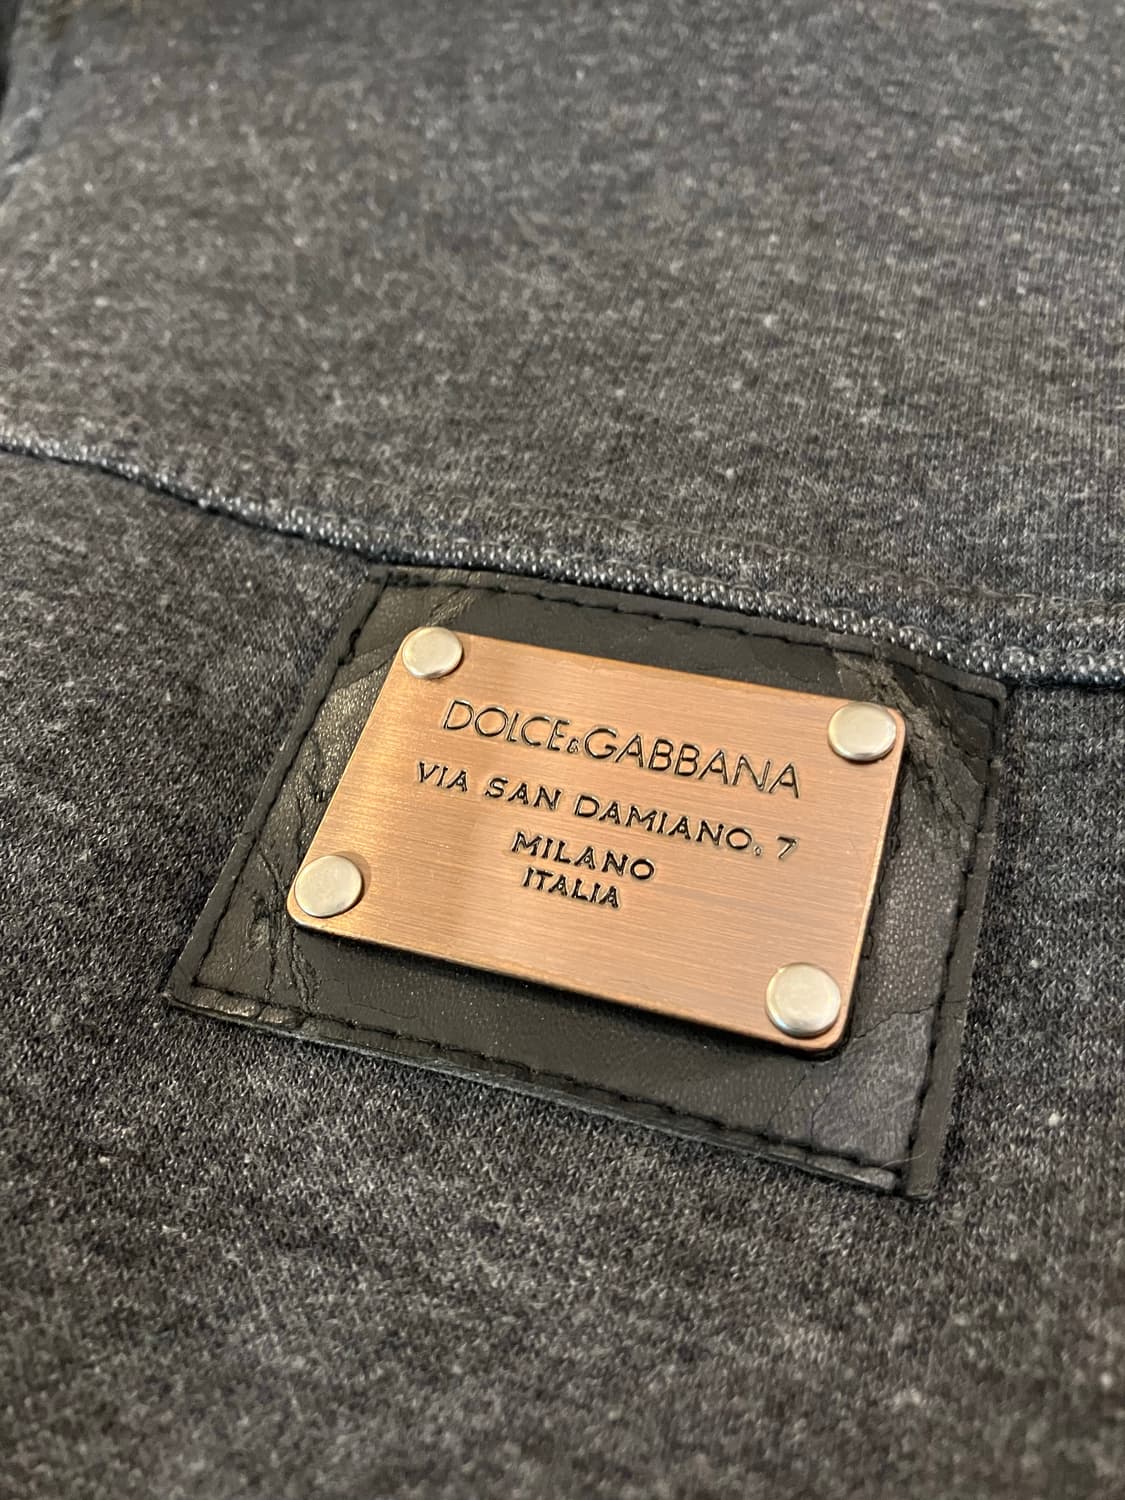 DOLCE&GABBANA
VIA SAN DAMIANO, 7
MILANO
ITALIA